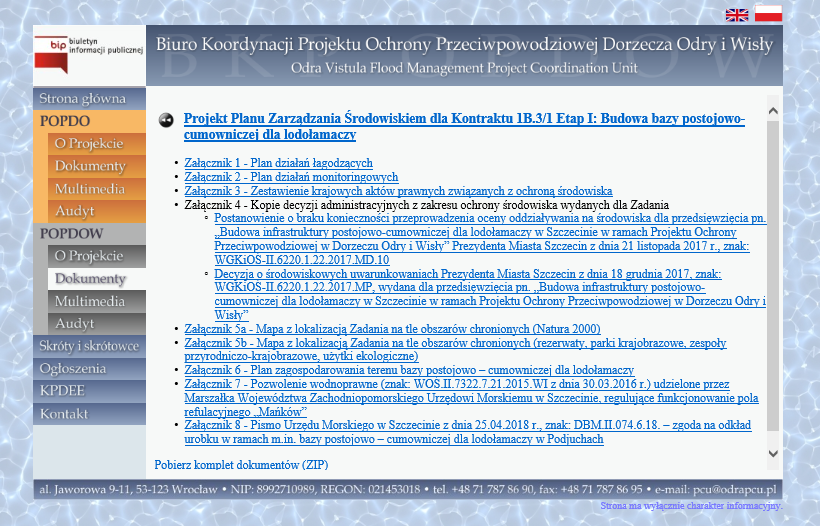 bip biuletyn
informacji publicznej
Biuro Koordynacji Projektu Ochrony Przeciwpowodziowej Dorzecza Odry i Wisły
Odra Vistula Flood Management Project Coordination Unit
Strona główna
POPDO
O Projekcie
Dokumenty
Multimedia
Audyt
POPDOW
O Projekcie
Dokumenty
Multimedia
Audyt
Skróty i skrótowce
Ogłoszenia
KPDEE
Kontakt
Projekt Planu Zarządzania Środowiskiem dla Kontraktu 1B.3/1 Etap I: Budowa bazy postojowo-
cumowniczej dla lodołamaczy
• Załącznik 1 - Plan działań łagodzących
• Załącznik 2 - Plan działań monitoringowych
• Załącznik 3 - Zestawienie krajowych aktów prawnych związanych z ochroną środowiska
• Załącznik 4 - Kopie decyzji administracyjnych z zakresu ochrony środowiska wydanych dla Zadania
Postanowienie o braku konieczności przeprowadzenia oceny oddziaływania na środowiska dla przedsięwzięcia pn.
„Budowa infrastruktury postojowo-cumowniczej dla lodołamaczy w Szczecinie w ramach Projektu Ochrony
Przeciwpowodziowej w Dorzeczu Odry i Wisły” Prezydenta Miasta Szczecin z dnia 21 listopada 2017 r., znak:
WGKiOŚ-II.6220.1.22.2017.MD.10
Decyzja o środowiskowych uwarunkowaniach Prezydenta Miasta Szczecin z dnia 18 grudnia 2017, znak:
WGKiOŚ-II.6220.1.22.2017.MP, wydana dla przedsięwzięcia pn. „Budowa infrastruktury postojowo-
cumowniczej dla lodołamaczy w Szczecinie w ramach Projektu Ochrony Przeciwpowodziowej w Dorzeczu Odry i
Wisły”
• Załącznik 5a - Mapa z lokalizacją Zadania na tle obszarów chronionych (Natura 2000)
• Załącznik 5b - Mapa z lokalizacją Zadania na tle obszarów chronionych (rezerwaty, parki krajobrazowe, zespoły
przyrodniczo-krajobrazowe, użytki ekologiczne)
• Załącznik 6 - Plan zagospodarowania terenu bazy postojowo – cumowniczej dla lodołamaczy
• Załącznik 7 - Pozwolenie wodnoprawne (znak: WOŚ.II.7322.7.21.2015.WI z dnia 30.03.2016 r.) udzielone przez
Marszałka Województwa Zachodniopomorskiego Urzędowi Morskiemu w Szczecinie, regulujące funkcjonowanie pola
refulacyjnego „Mańków”
• Załącznik 8 - Pismo Urzędu Morskiego w Szczecinie z dnia 25.04.2018 r., znak: DBM.II.074.6.18. – zgoda na odkład
urobku w ramach m.in. bazy postojowo – cumowniczej dla lodołamaczy w Podjuchach
Pobierz komplet dokumentów (ZIP)
al. Jaworowa 9-11, 53-123 Wrocław • NIP: 8992710989, REGON: 021453018 • tel. +48 71 787 86 90, fax: +48 71 787 86 95 • e-mail: pcu@odrapcu.pl
Strona ma wyłącznie charakter informacyjny.